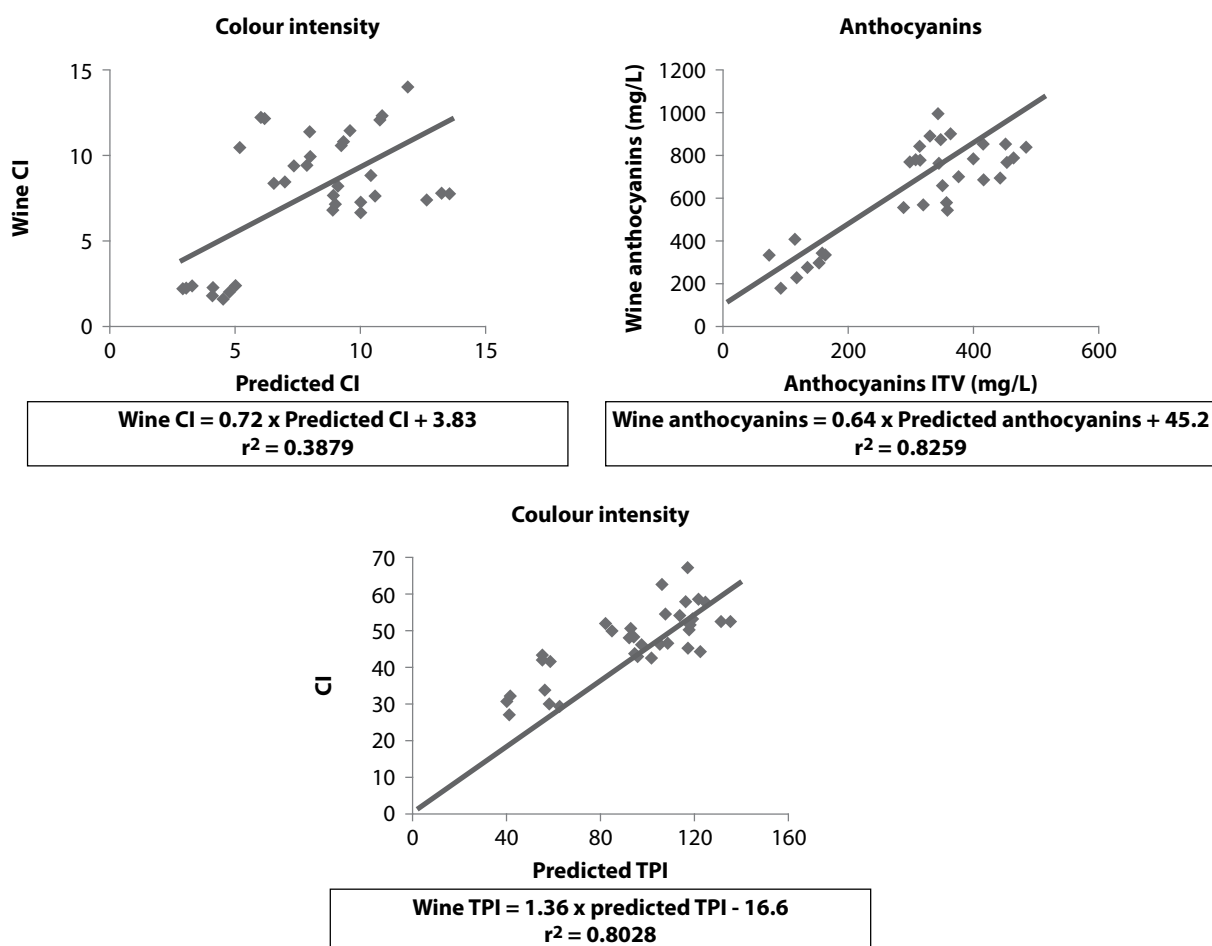 Colour intensity
Wine CI
15
10
5
0
0 5 10 15
Predicted CI
Wine CI = 0.72 x Predicted CI + 3.83
r² = 0.3879
Anthocyanins
Wine anthocyanins (mg/L)
1200
1000
800
600
400
200
0
0 200 400 600
Anthocyanins ITV (mg/L)
Wine anthocyanins = 0.64 x Predicted anthocyanins + 45.2
r² = 0.8259
Coulour intensity
CI
70
60
50
40
30
20
10
0
0 40 80 120 160
Predicted TPI
Wine TPI = 1.36 x predicted TPI - 16.6
r² = 0.8028